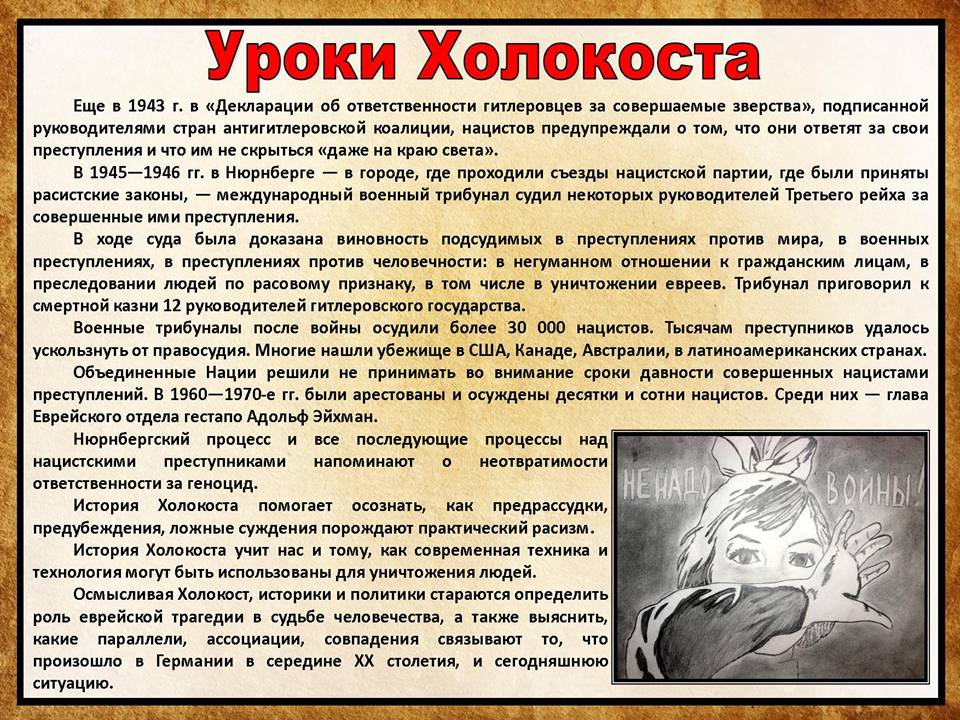 Уроки Холокоста
Еще в 1943 г. в «Декларации об ответственности гитлеровцев за совершаемые зверства», подписанной
руководителями стран антигитлеровской коалиции, нацистов предупреждали о том, что они ответят за свои
преступления и что им не скрыться «даже на краю света».
В 1945—1946 гг. в Нюрнберге — в городе, где проходили съезды нацистской партии, где были приняты
расистские законы, — международный военный трибунал судил некоторых руководителей Третьего рейха за
совершенные ими преступления.
В ходе суда была доказана виновность подсудимых в преступлениях против мира, в военных
преступлениях, в преступлениях против человечности: в негуманном отношении к гражданским лицам, в
преследовании людей по расовому признаку, в том числе в уничтожении евреев. Трибунал приговорил к
смертной казни 12 руководителей гитлеровского государства.
Военные трибуналы после войны осудили более 30 000 нацистов. Тысячам преступников удалось
ускользнуть от правосудия. Многие нашли убежище в США, Канаде, Австралии, в латиноамериканских странах.
Объединенные Нации решили не принимать во внимание сроки давности совершенных нацистами
преступлений. В 1960—1970-е гг. были арестованы и осуждены десятки и сотни нацистов. Среди них — глава
Еврейского отдела гестапо Адольф Эйхман.
Нюрнбергский процесс и все последующие процессы над
нацистскими преступниками напоминают о неотвратимости
ответственности за геноцид.
История Холокоста помогает осознать, как предрассудки,
предубеждения, ложные суждения порождают практический расизм.
История Холокоста учит нас и тому, как современная техника и
технология могут быть использованы для уничтожения людей.
Осмысливая Холокост, историки и политики стараются определить
роль еврейской трагедии в судьбе человечества, а также выяснить,
какие параллели, ассоциации, совпадения связывают то, что
произошло в Германии в середине XX столетия, и сегодняшнюю
ситуацию.
НЕ НАДО ВОЙНЫ!